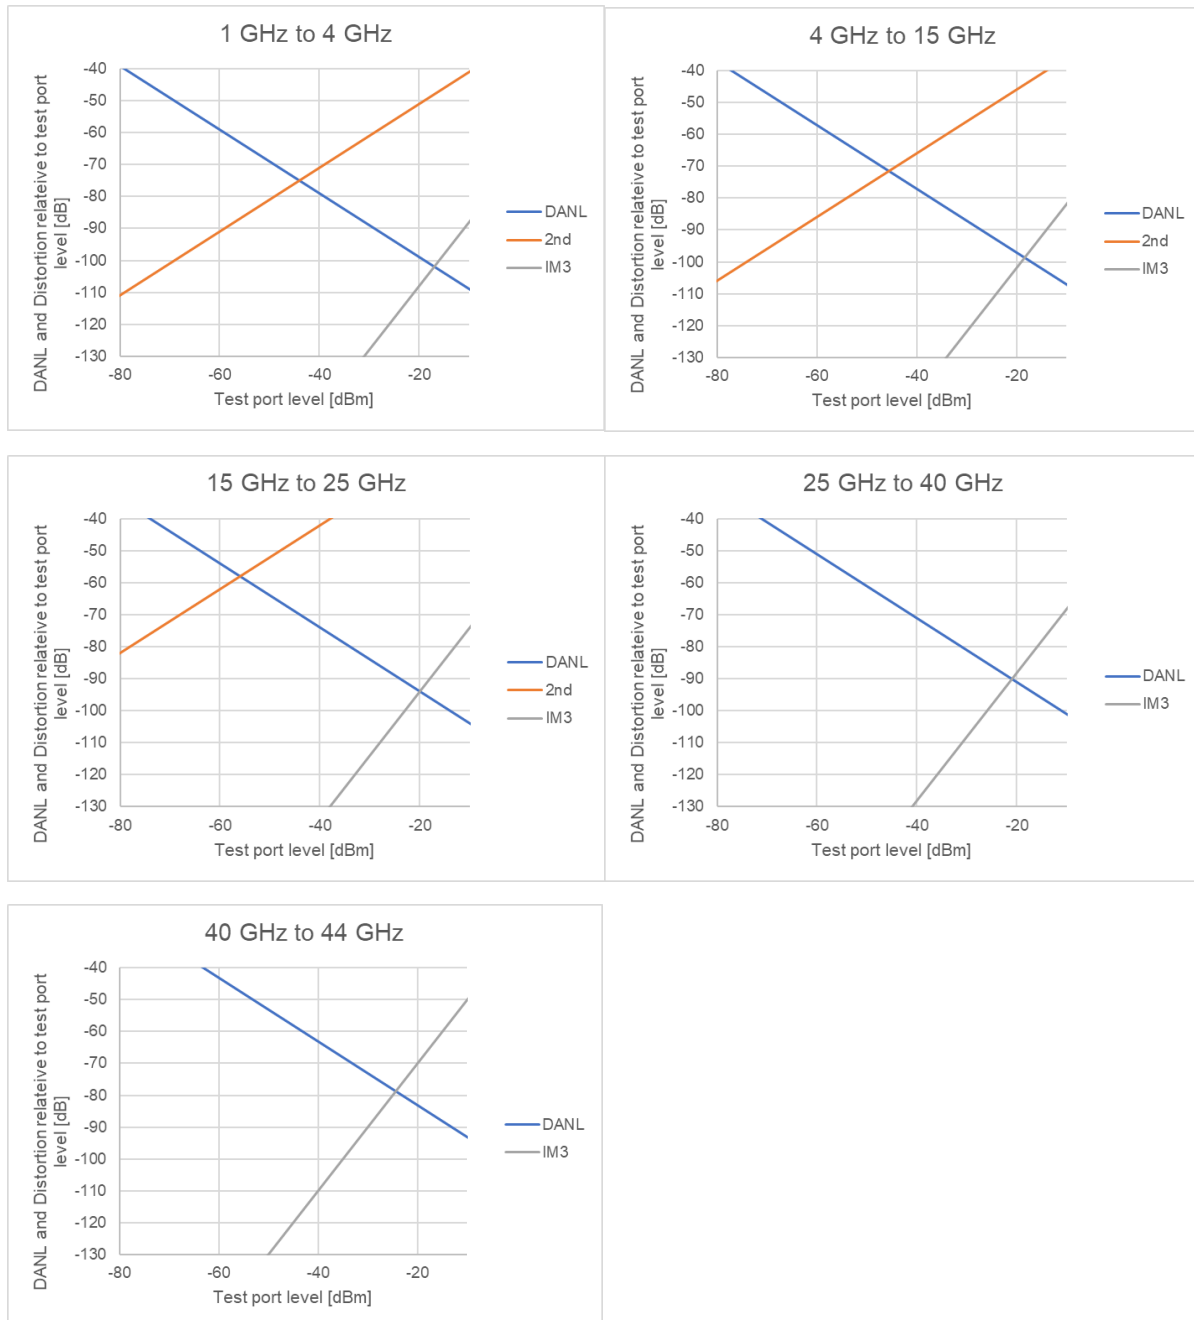 1 GHz to 4 GHz
DANL and Distortion relateive to test port
level [dB]
-40
-50
-60
-70
-80
-90
-100
-110
-120
-130
-80 -60 -40 -20
Test port level [dBm]
DANL
2nd
IM3
4 GHz to 15 GHz
DANL and Distortion relateive to test port
level [dB]
-40
-50
-60
-70
-80
-90
-100
-110
-120
-130
-80 -60 -40 -20
Test port level [dBm]
DANL
2nd
IM3
15 GHz to 25 GHz
DANL and Distortion relateive to test port
level [dB]
-40
-50
-60
-70
-80
-90
-100
-110
-120
-130
-80 -60 -40 -20
Test port level [dBm]
DANL
2nd
IM3
25 GHz to 40 GHz
DANL and Distortion relateive to test port
level [dB]
-40
-50
-60
-70
-80
-90
-100
-110
-120
-130
-80 -60 -40 -20
Test port level [dBm]
DANL
IM3
40 GHz to 44 GHz
DANL and Distortion relateive to test port
level [dB]
-40
-50
-60
-70
-80
-90
-100
-110
-120
-130
-80 -60 -40 -20
Test port level [dBm]
DANL
IM3